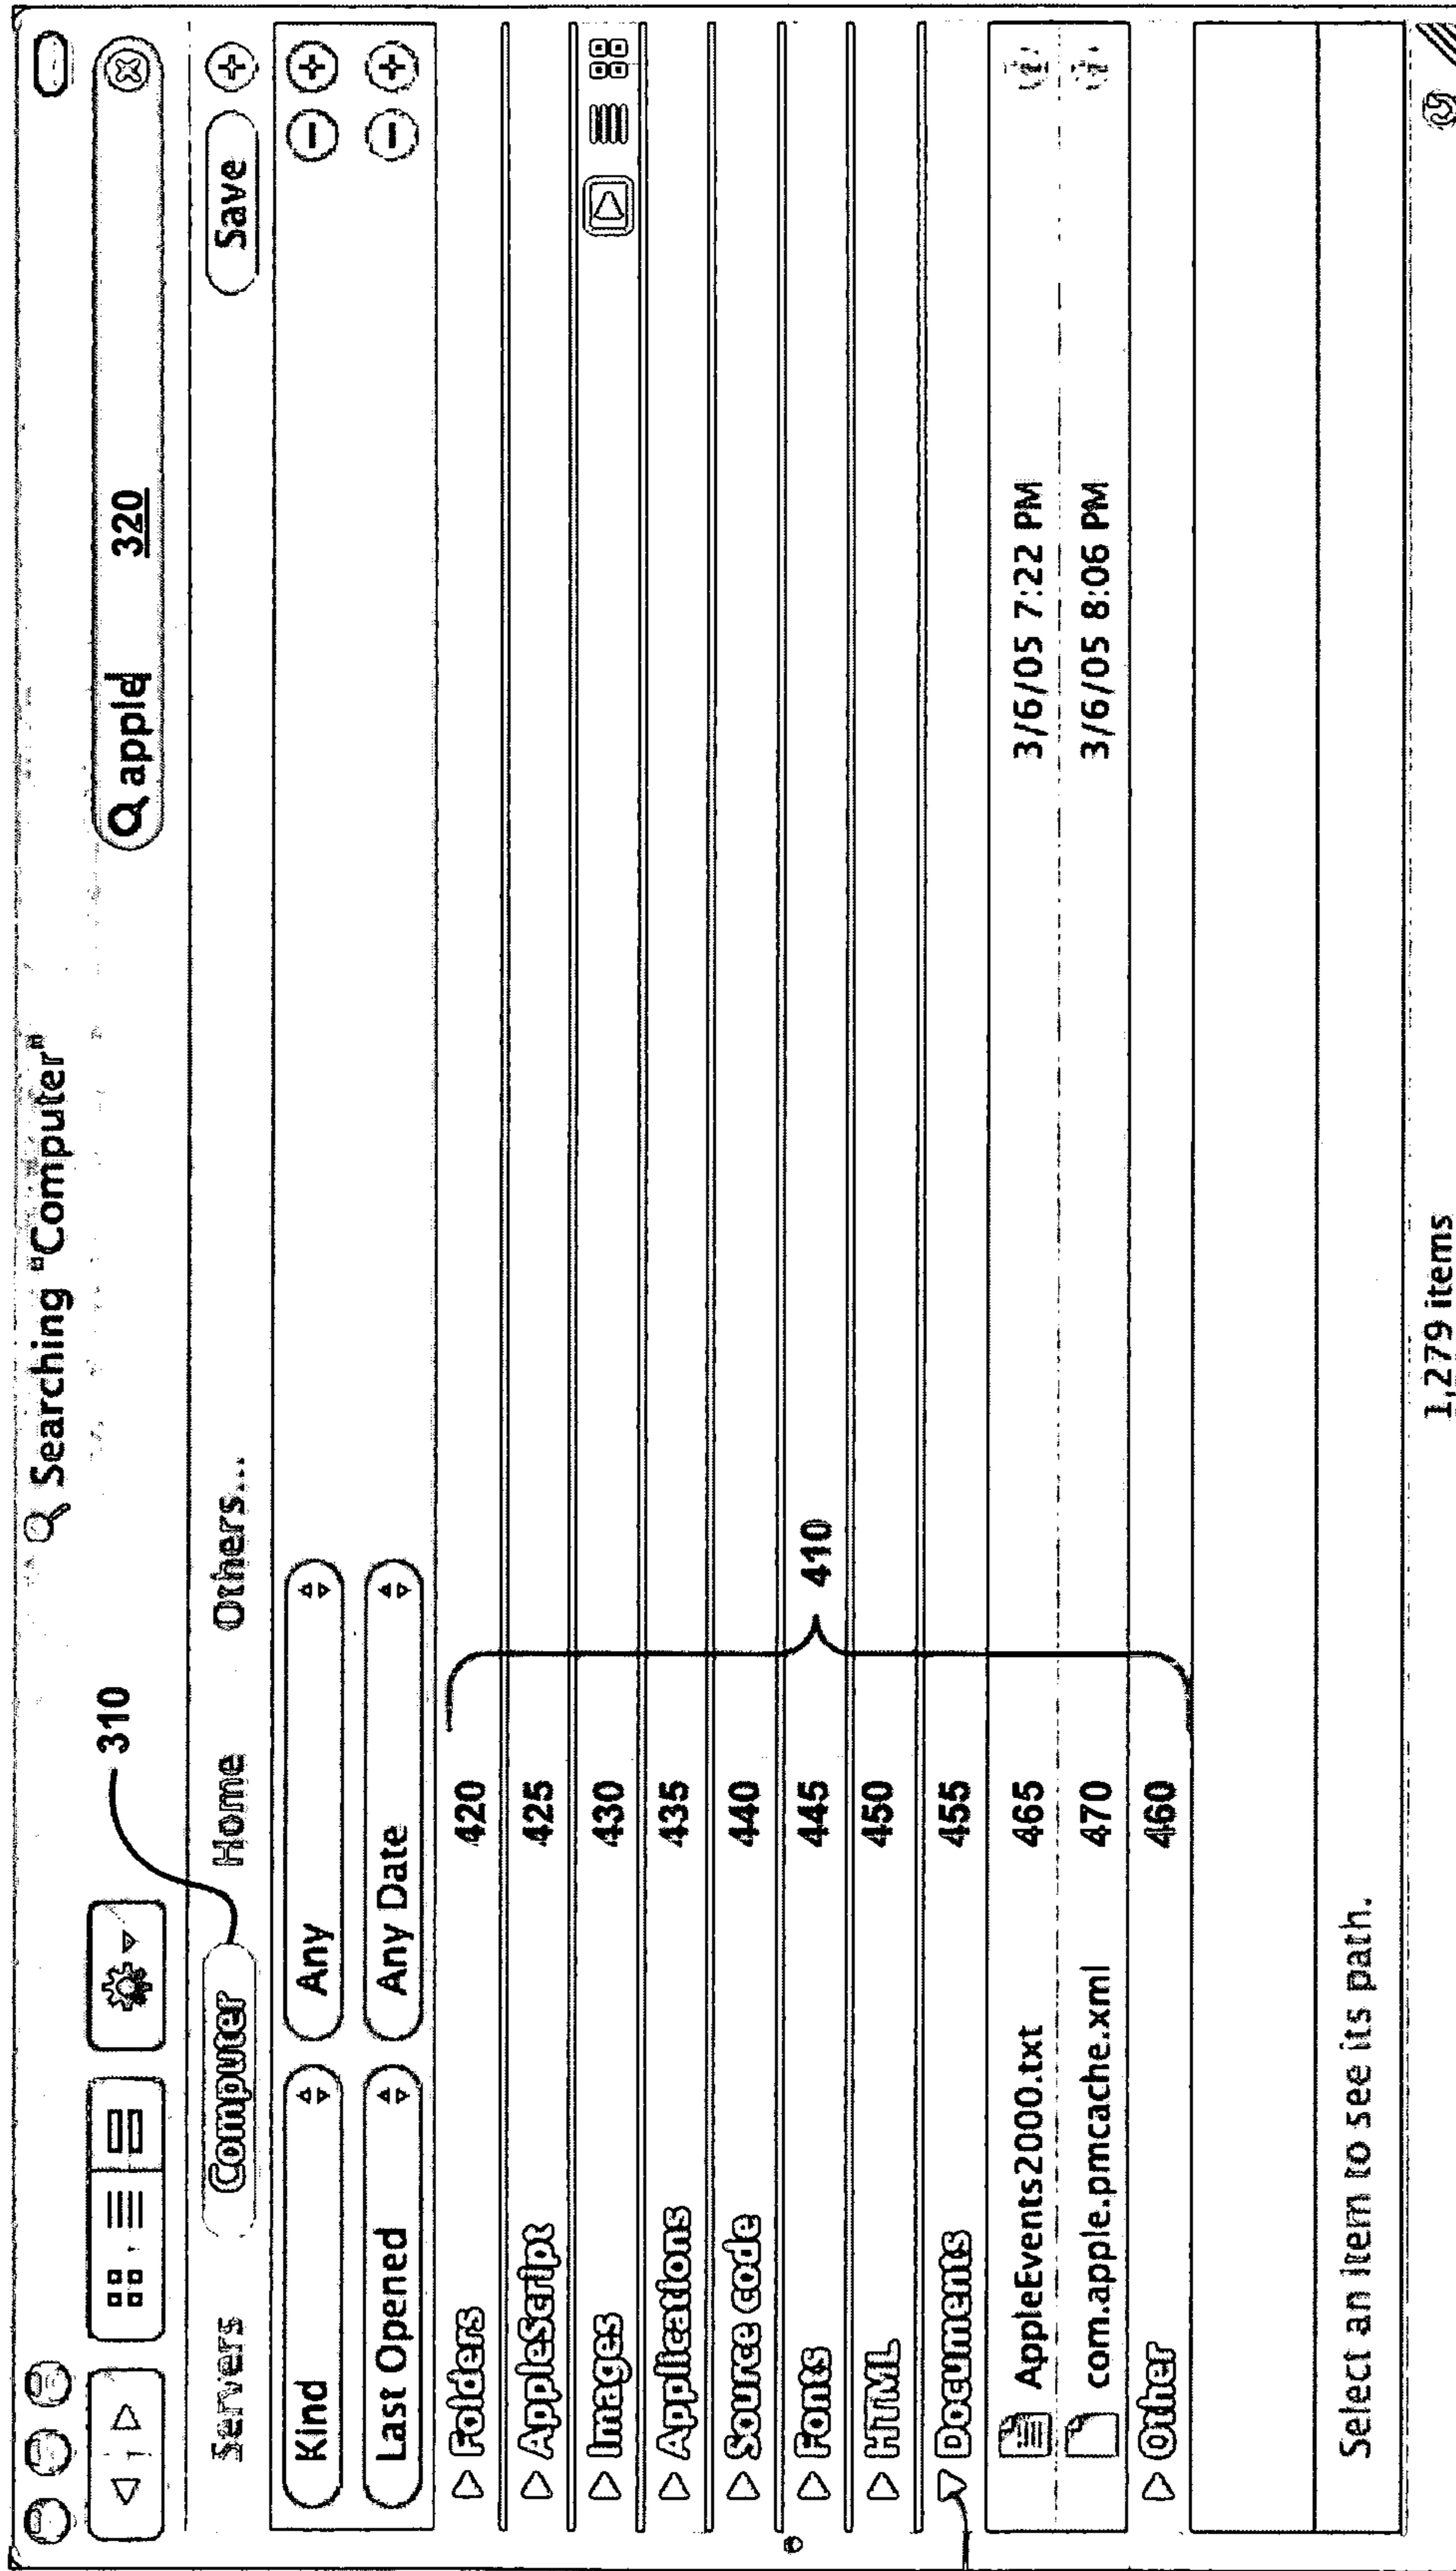 Searching "Computer"
310
apple 320
Servers Computer Home Others... Save
Kind Any
Last Opened Any Date
Folders 420
AppleScript 425
Images 430
Applications 435
Source code 440
Fonts 445 410
HTML 450
Documents 455
AppleEvents2000.txt 465 3/6/05 7:22 PM
com.apple.pmcache.xml 470 3/6/05 8:06 PM
Other 460
Select an item to see its path.
1,279 items